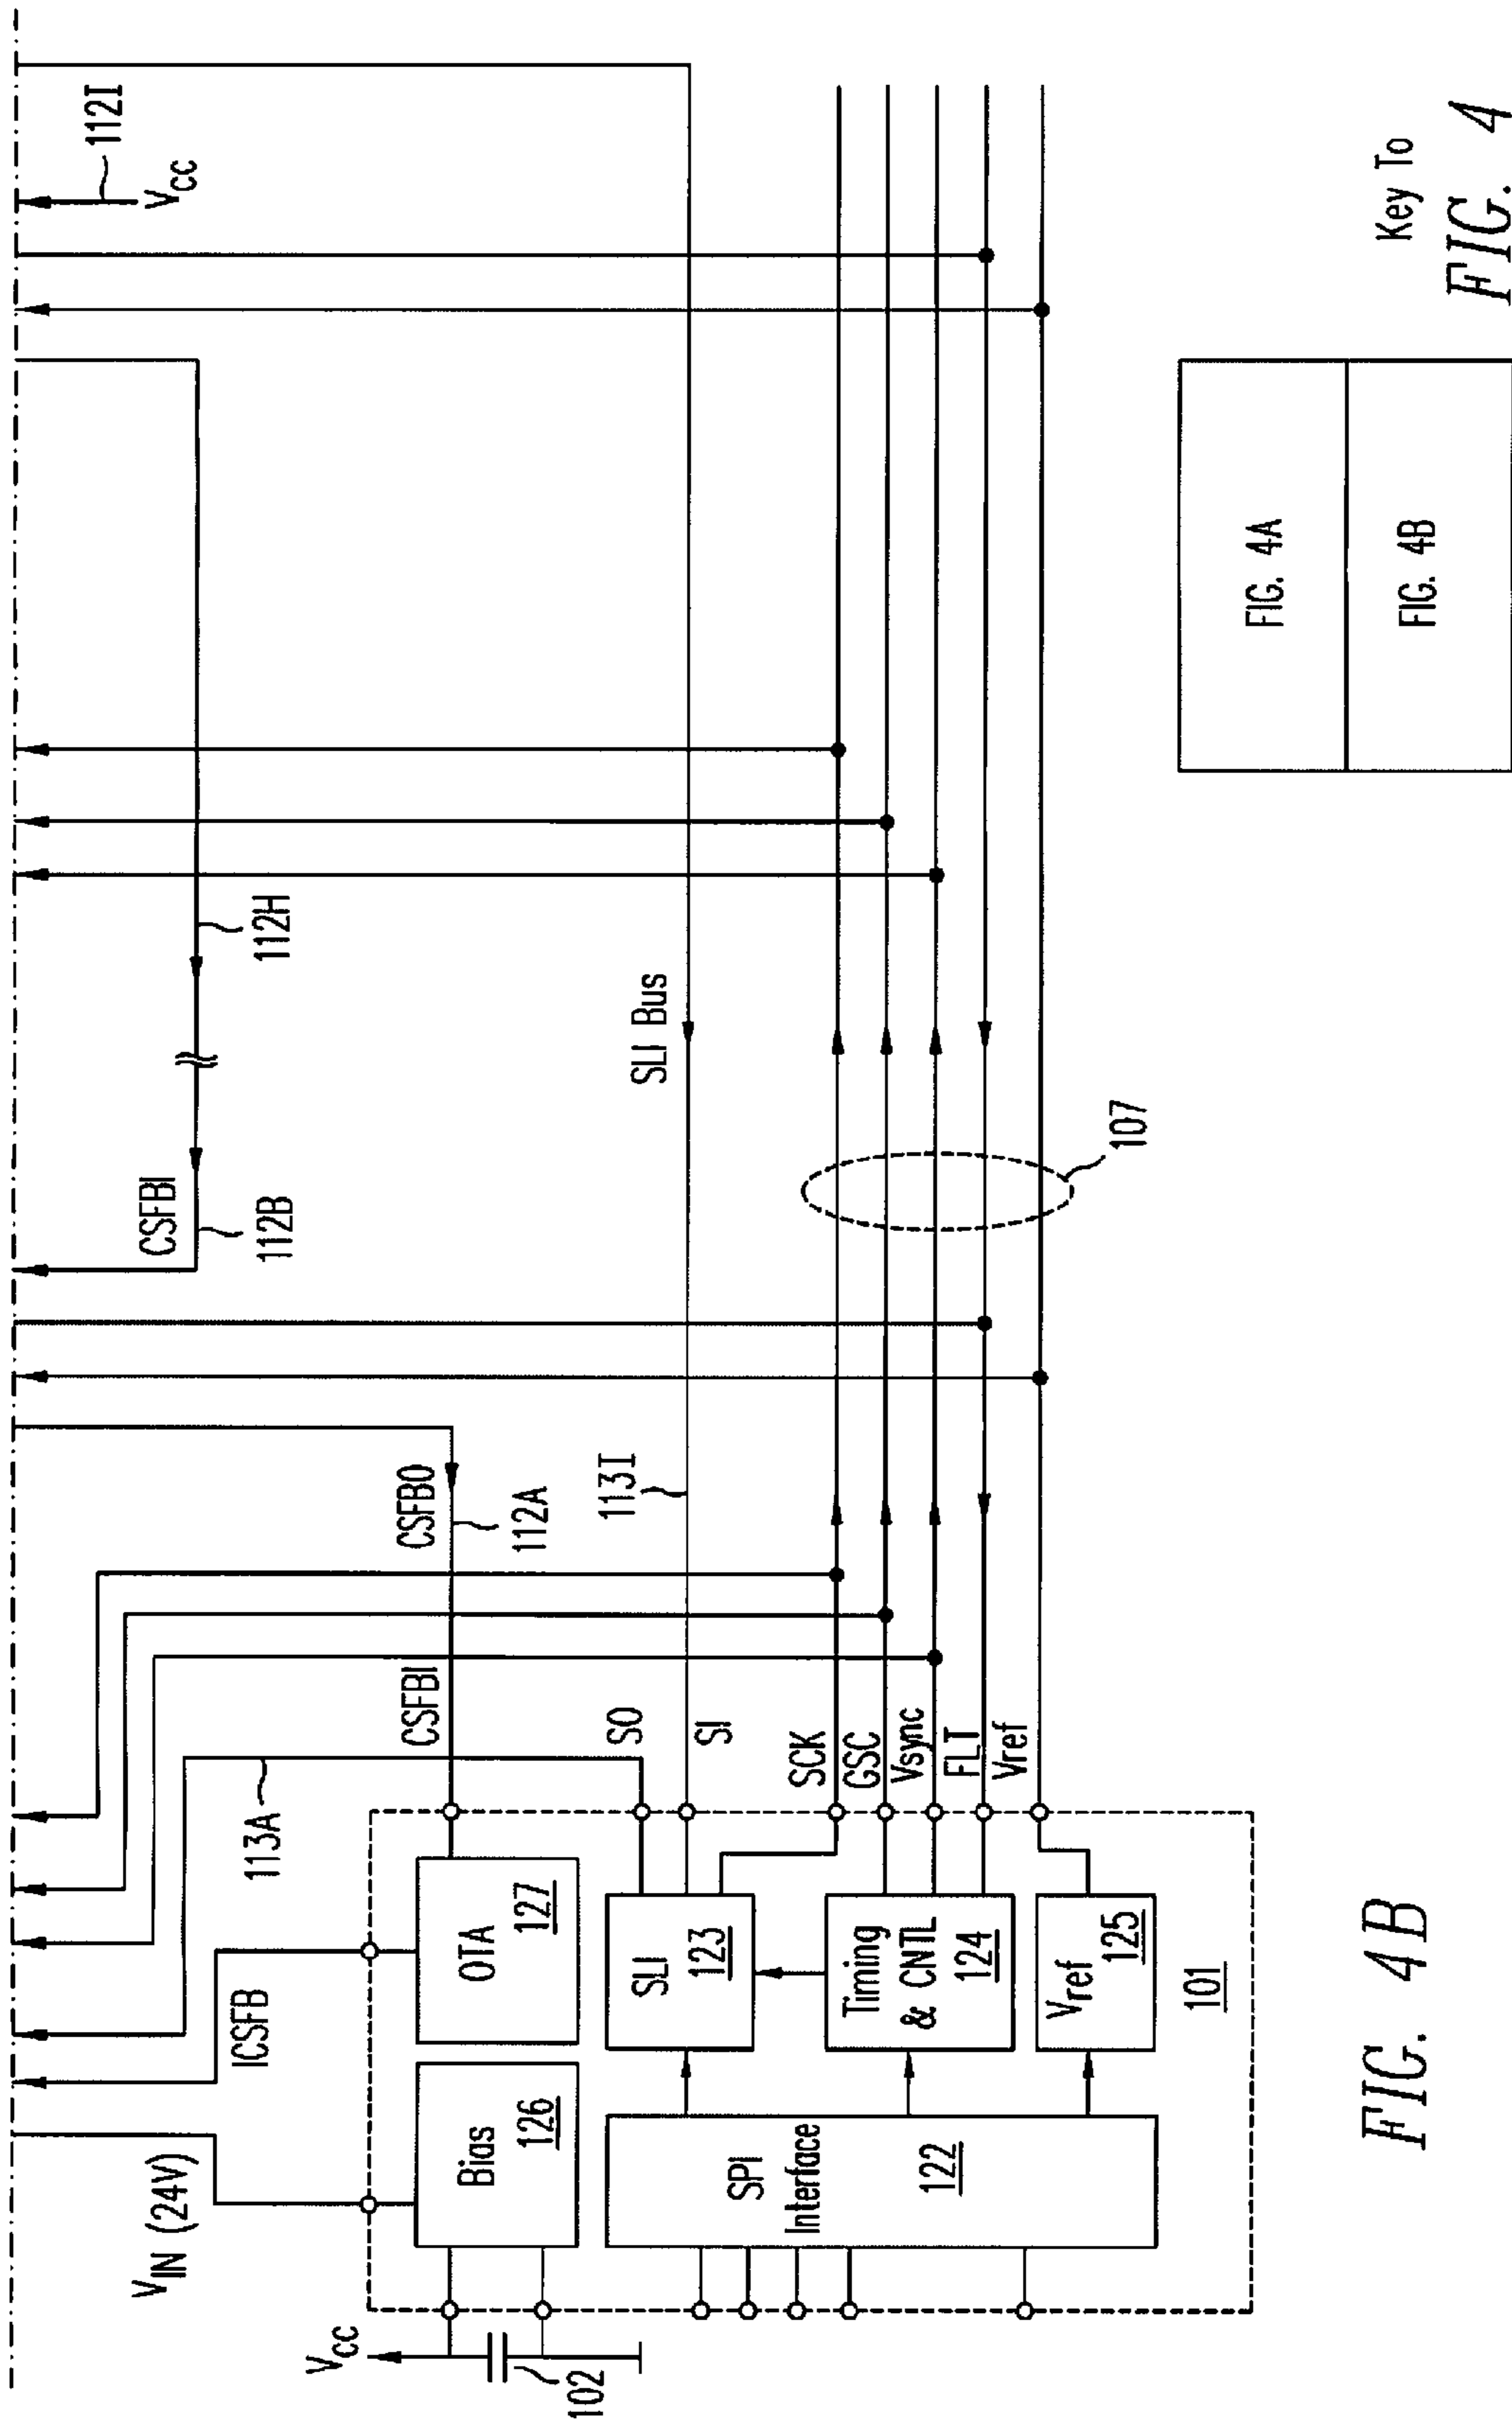 112I
VCC
VIN (24V)
ICSFB
113A
CSFBI
CSFBO
112A
CSFBI
112B
112H
VCC
102
Bias
126
OTA
127
SO
SI
113I
SLI Bus
SPI
Interface
122
SLI
123
Timing
& CNTL
124
Vref
125
SCK
GSC
Vsync
FLT
Vref
107
101
FIG. 4B
FIG. 4A
FIG. 4B
Key To
FIG. 4